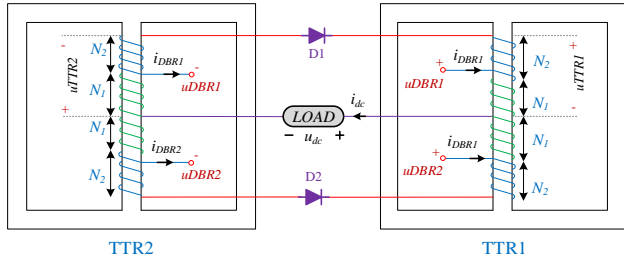 N2
N1
N1
N2
uTTR2
-
+
iDBR1
-
uDBR1
iDBR2
-
uDBR2
D1
idc
LOAD
- udc +
D2
+
uDBR1
iDBR1
+
uDBR2
iDBR1
N2
N1
N1
N2
uTTR1
+
-
TTR2
TTR1